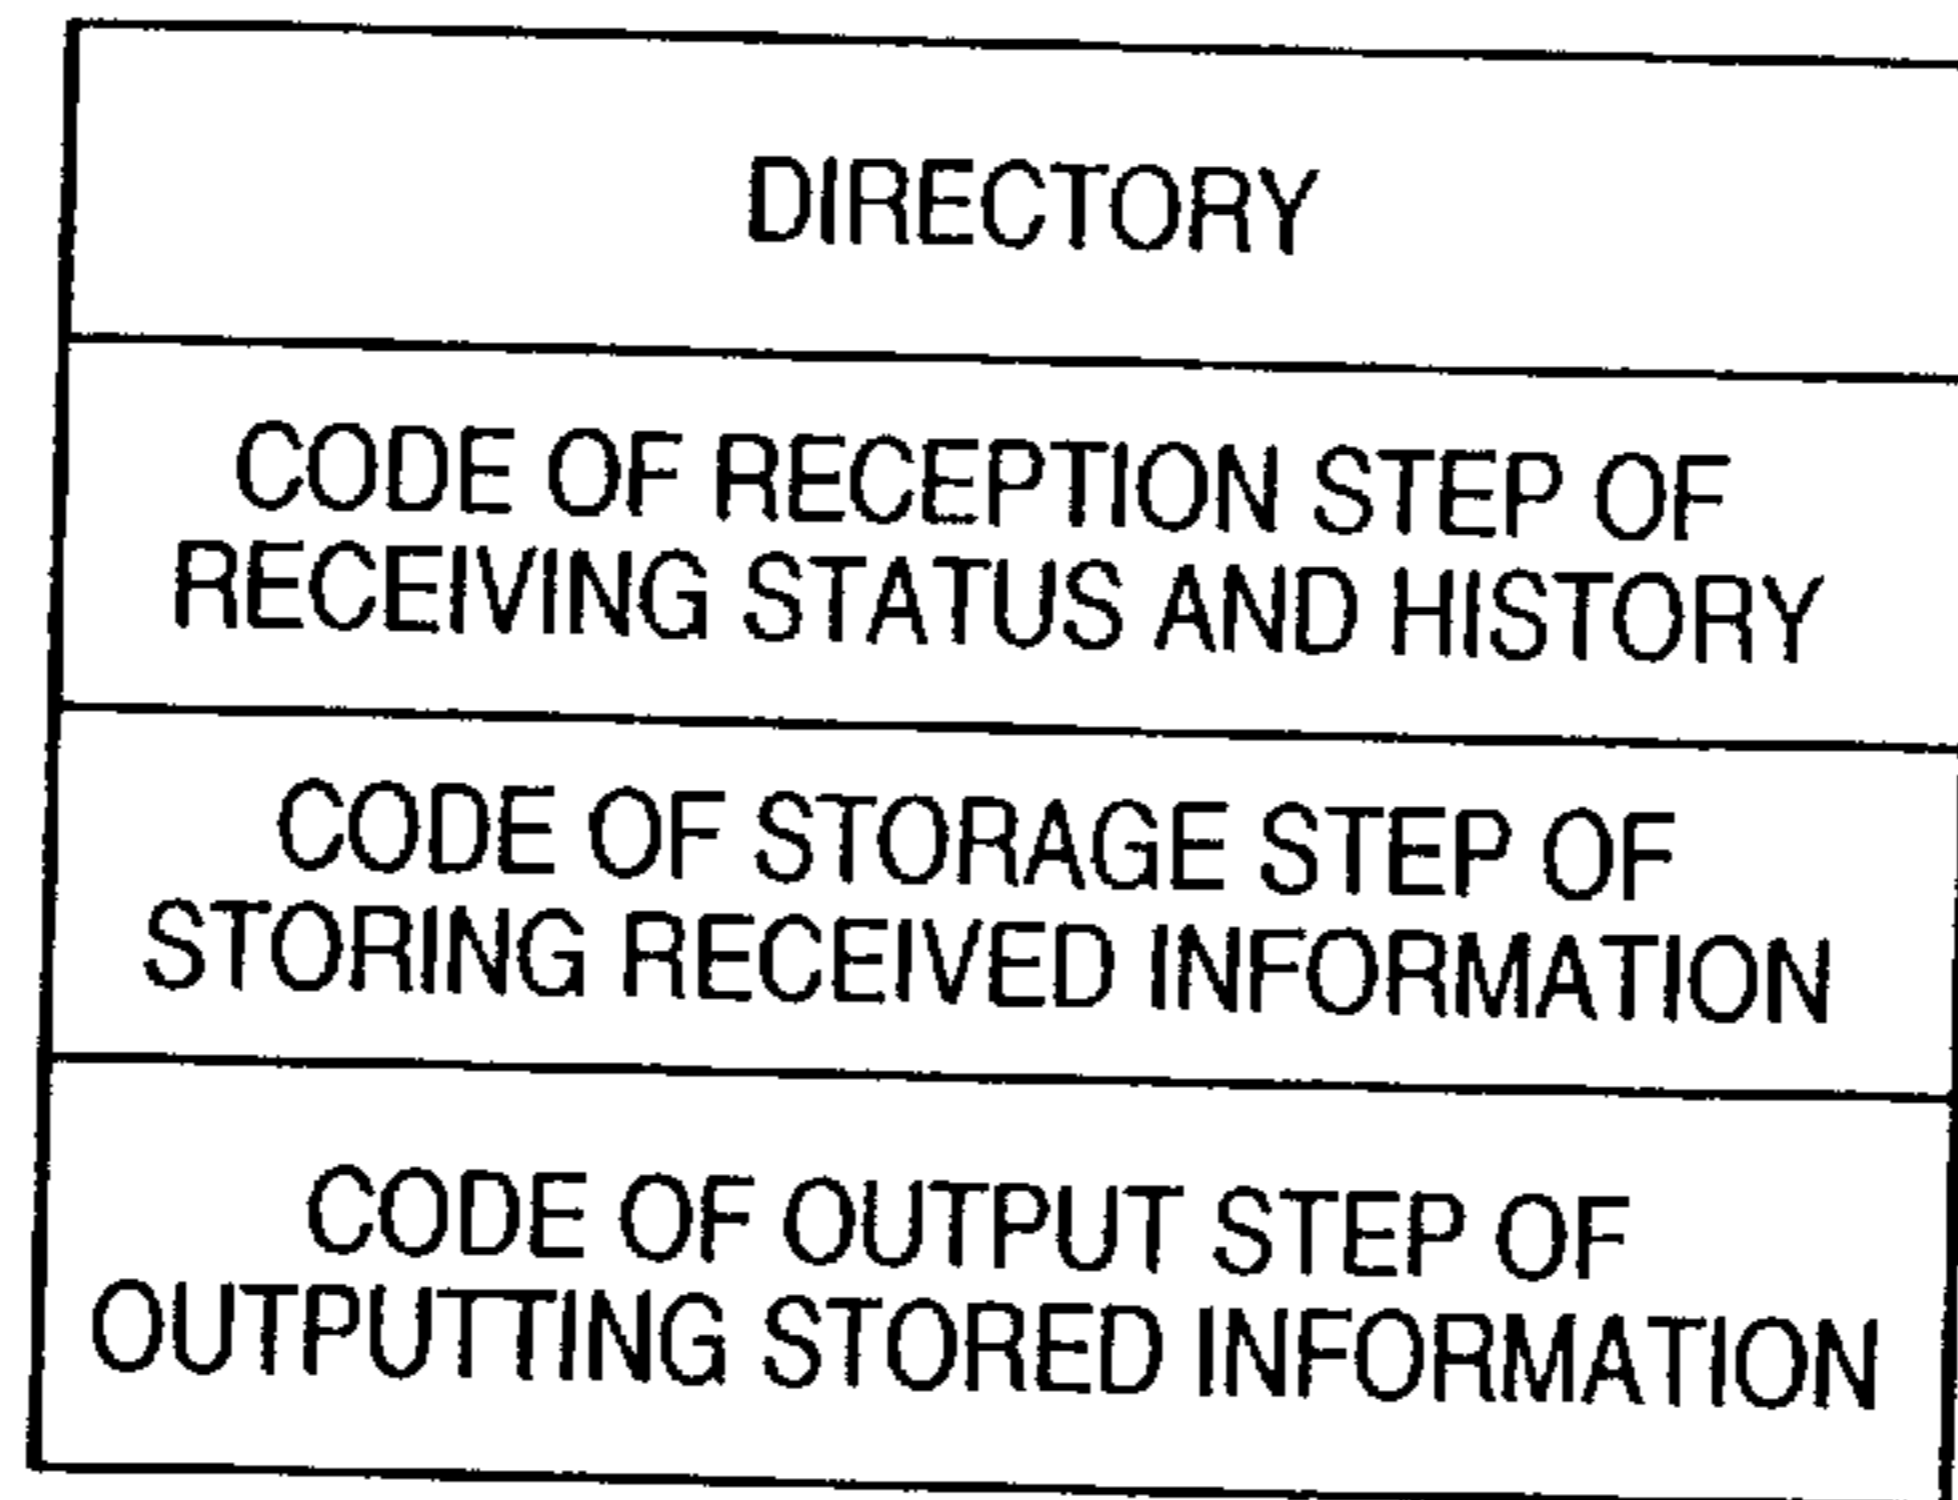 DIRECTORY
CODE OF RECEPTION STEP OF
RECEIVING STATUS AND HISTORY
CODE OF STORAGE STEP OF
STORING RECEIVED INFORMATION
CODE OF OUTPUT STEP OF
OUTPUTTING STORED INFORMATION